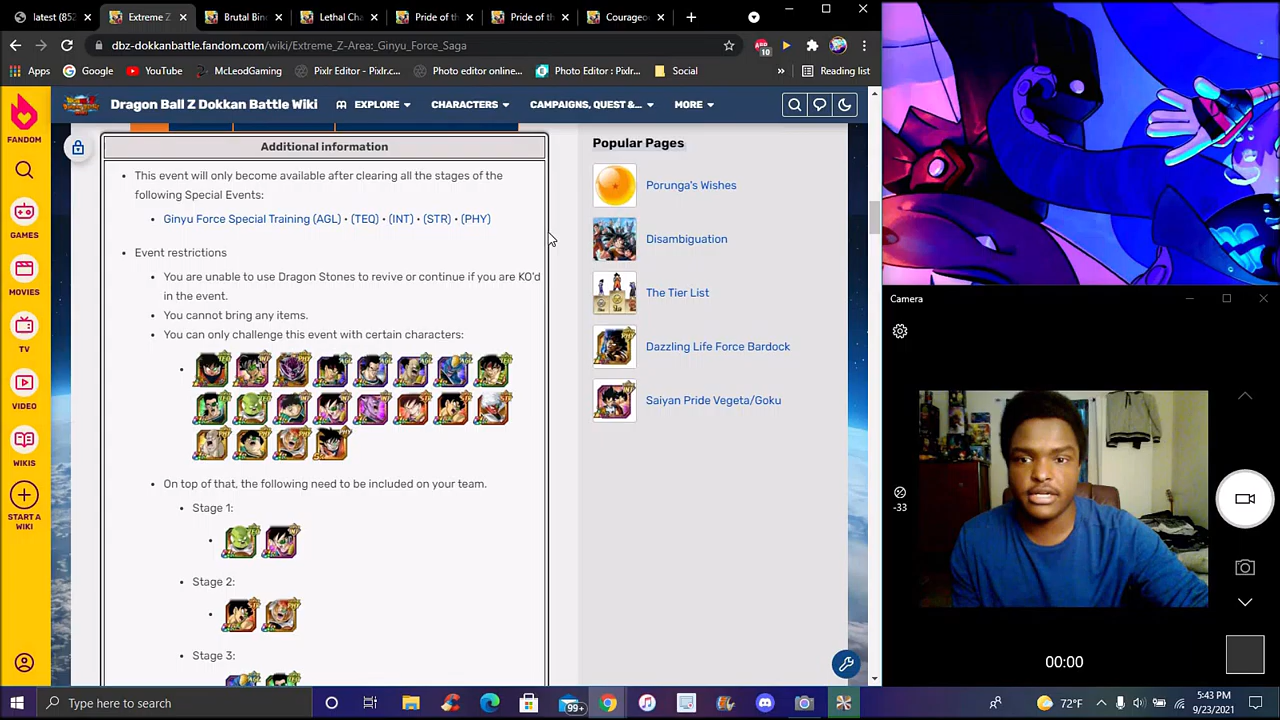 latest (852
Extreme Z
Brutal Bin
Lethal Cha
Pride of th
Pride of th
Courageou
dbz-dokkanbattle.fandom.com/wiki/Extreme_Z-Area:_Ginyu_Force_Saga
10
Apps
Google
YouTube
McLeodGaming
Pixlr Editor - Pixlr.c...
Photo editor online...
Photo Editor : Pixlr...
Social
»
Reading list
FANDOM
GAMES
MOVIES
TV
VIDEO
WIKIS
START A
WIKI
Dragon Ball Z Dokkan Battle Wiki
EXPLORE
CHARACTERS
CAMPAIGNS, QUEST &...
MORE
Additional information
• This event will only become available after clearing all the stages of the
following Special Events:
• Ginyu Force Special Training (AGL) • (TEQ) • (INT) • (STR) • (PHY)
• Event restrictions
• You are unable to use Dragon Stones to revive or continue if you are KO'd
in the event.
• You cannot bring any items.
• You can only challenge this event with certain characters:
• On top of that, the following need to be included on your team.
• Stage 1:
• Stage 2:
• Stage 3:
Popular Pages
Porunga's Wishes
Disambiguation
The Tier List
Dazzling Life Force Bardock
Saiyan Pride Vegeta/Goku
Camera
-33
00:00
Type here to search
99+
72°F
5:43 PM
9/23/2021